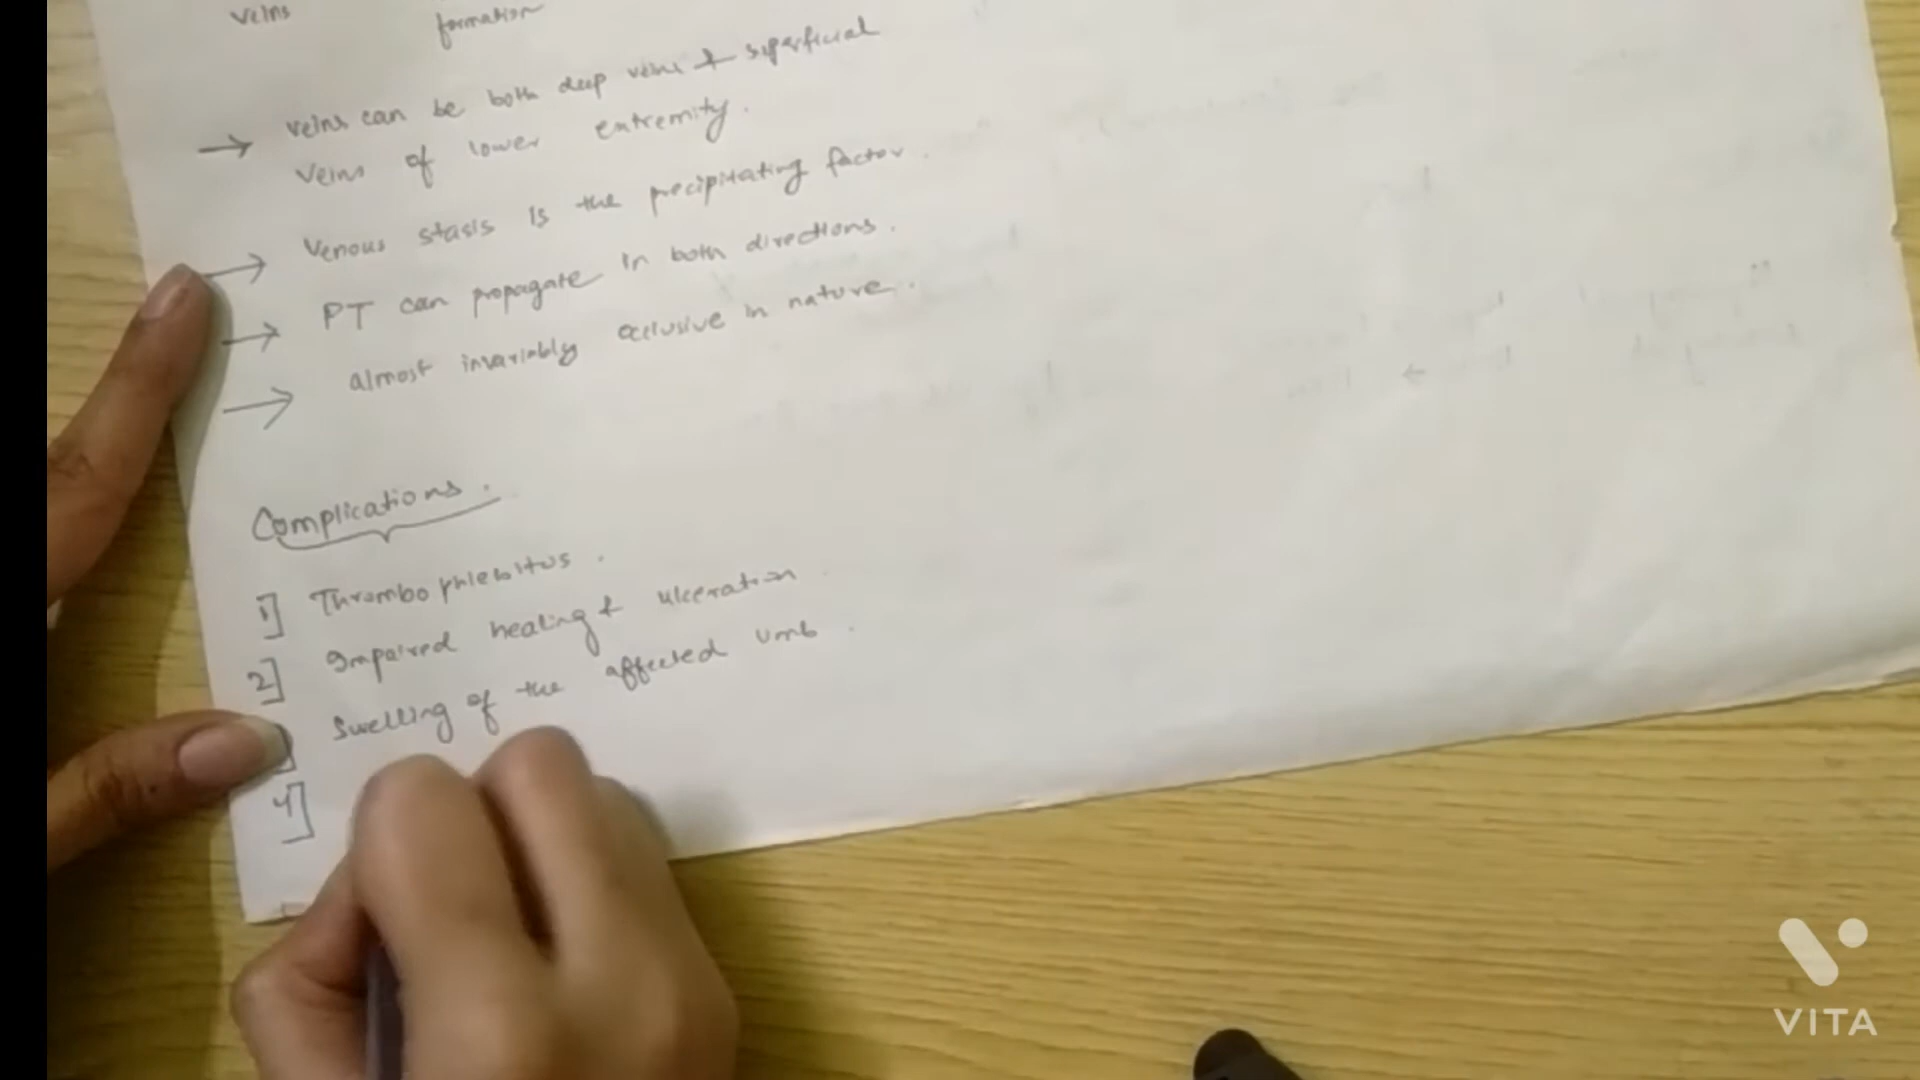 veins formation
→ veins can be both deep veins & superficial
veins of lower extremity.
→ Venous stasis is the precipitating factor.
→ PT can propagate in both directions.
→ almost invariably occlusive in nature.
Complications.
1] Thrombophlebitus.
2] Impaired healing & ulceration
] Swelling of the affected limb.
4]
VITA